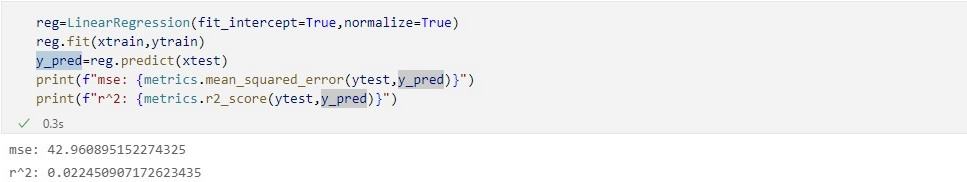 reg=LinearRegression(fit_intercept=True,normalize=True)
reg.fit(xtrain,ytrain)
y_pred=reg.predict(xtest)
print(f"mse: {metrics.mean_squared_error(ytest,y_pred)}")
print(f"r^2: {metrics.r2_score(ytest,y_pred)}")
✓ 0.3s
mse: 42.960895152274325
r^2: 0.022450907172623435